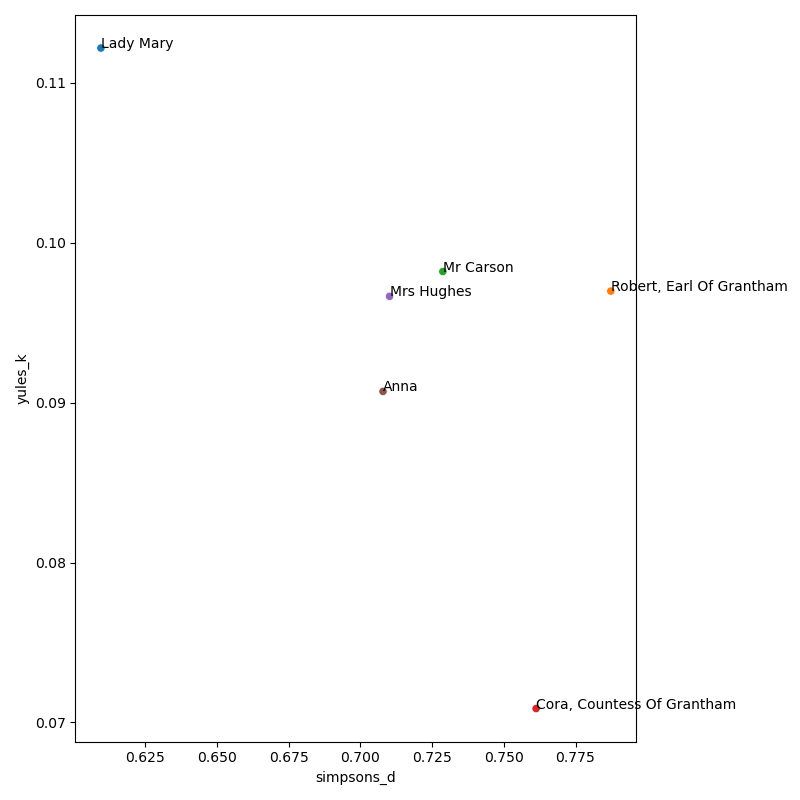 Lady Mary
0.11
0.10
Mr Carson
Robert, Earl Of Grantham
Mrs Hughes
yules_k
Anna
0.09
0.08
Cora, Countess Of Grantham
0.07
0.625 0.650 0.675 0.700 0.725 0.750 0.775
simpsons_d